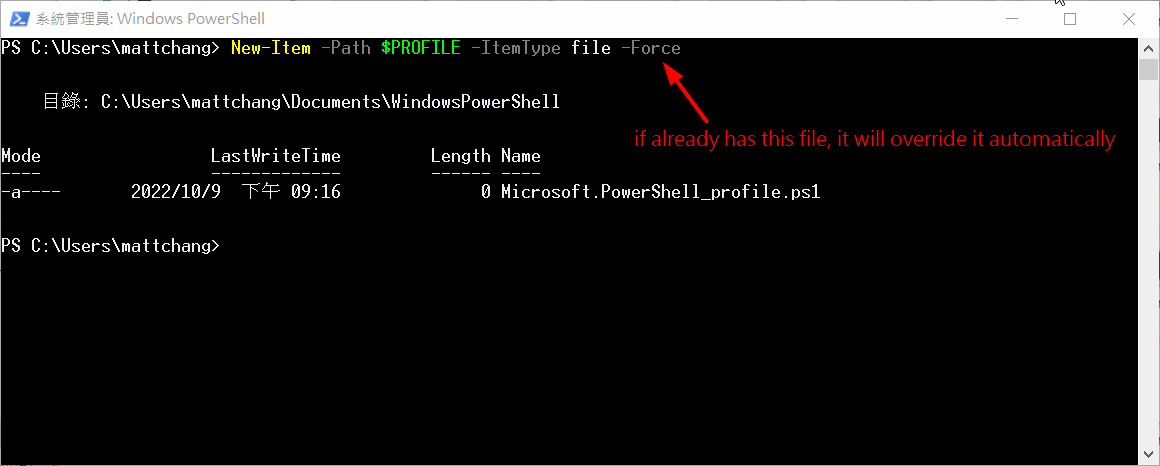 系統管理員: Windows PowerShell
PS C:\Users\mattchang> New-Item -Path $PROFILE -ItemType file -Force
目錄: C:\Users\mattchang\Documents\WindowsPowerShell
if already has this file, it will override it automatically
Mode LastWriteTime Length Name
---- ------------- ------ ----
-a---- 2022/10/9 下午 09:16 0 Microsoft.PowerShell_profile.ps1
PS C:\Users\mattchang>